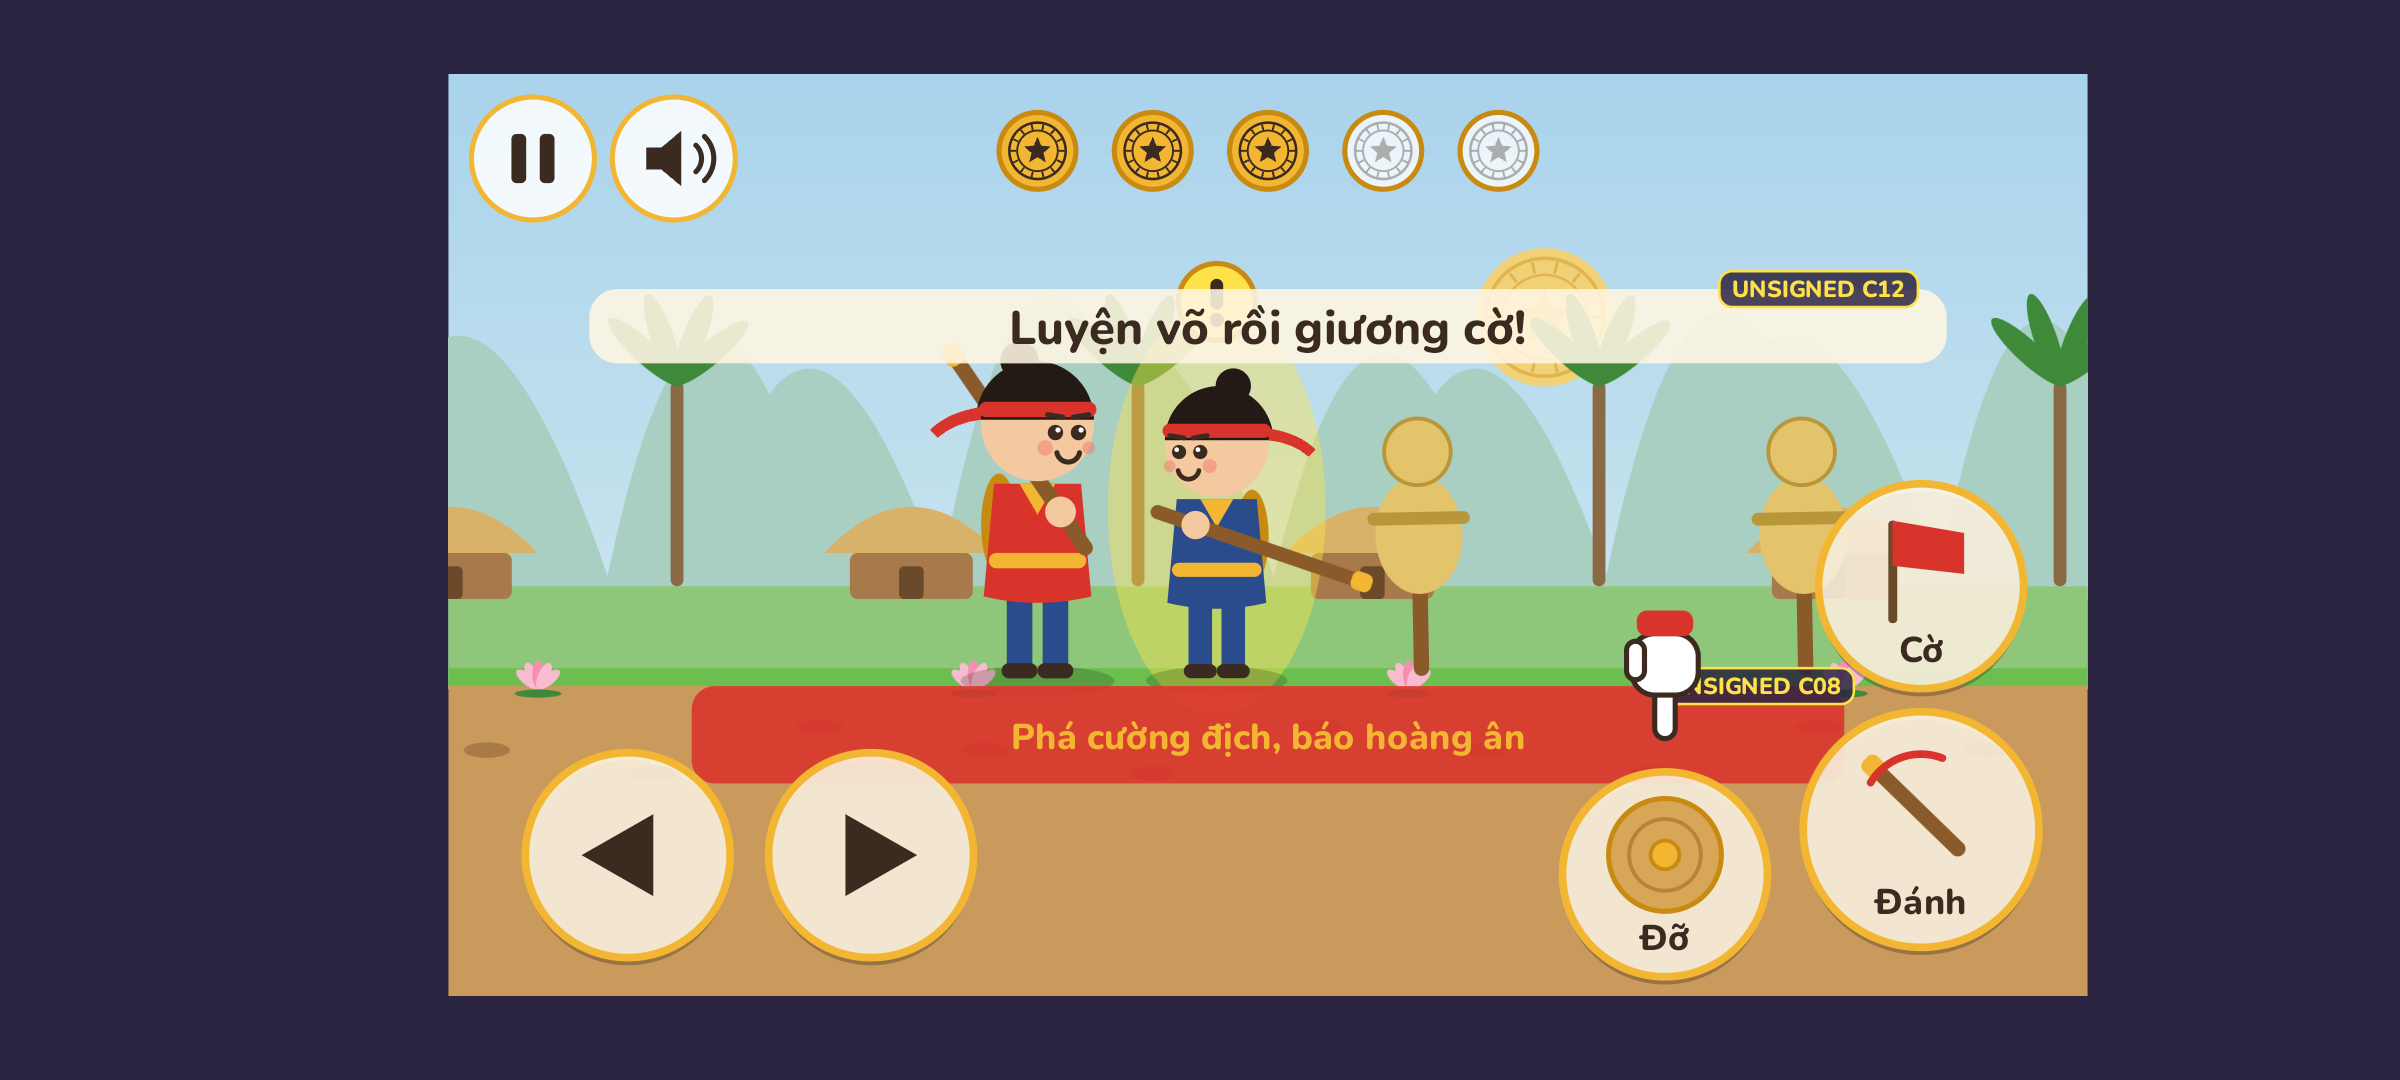 UNSIGNED C12
Luyện võ rồi giương cờ!
Cờ
NSIGNED C08
Phá cường địch, báo hoàng ân
Đánh
Đỡ